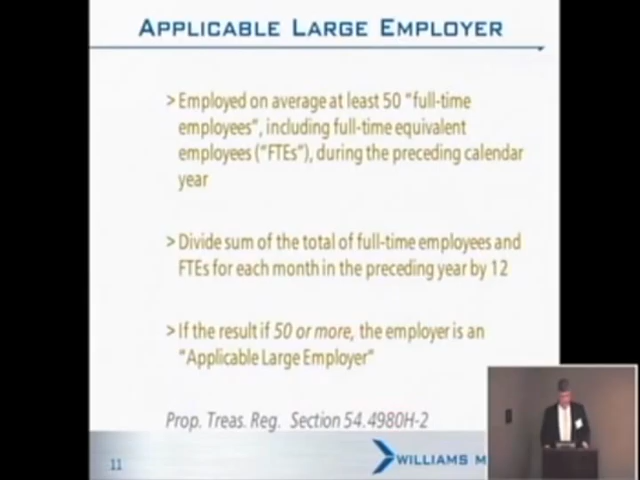 APPLICABLE LARGE EMPLOYER
> Employed on average at least 50 "full-time
employees", including full-time equivalent
employees ("FTEs"), during the preceding calendar
year
> Divide sum of the total of full-time employees and
FTEs for each month in the preceding year by 12
> If the result if 50 or more, the employer is an
"Applicable Large Employer"
Prop. Treas. Reg. Section 54.4980H-2
11
WILLIAMS M